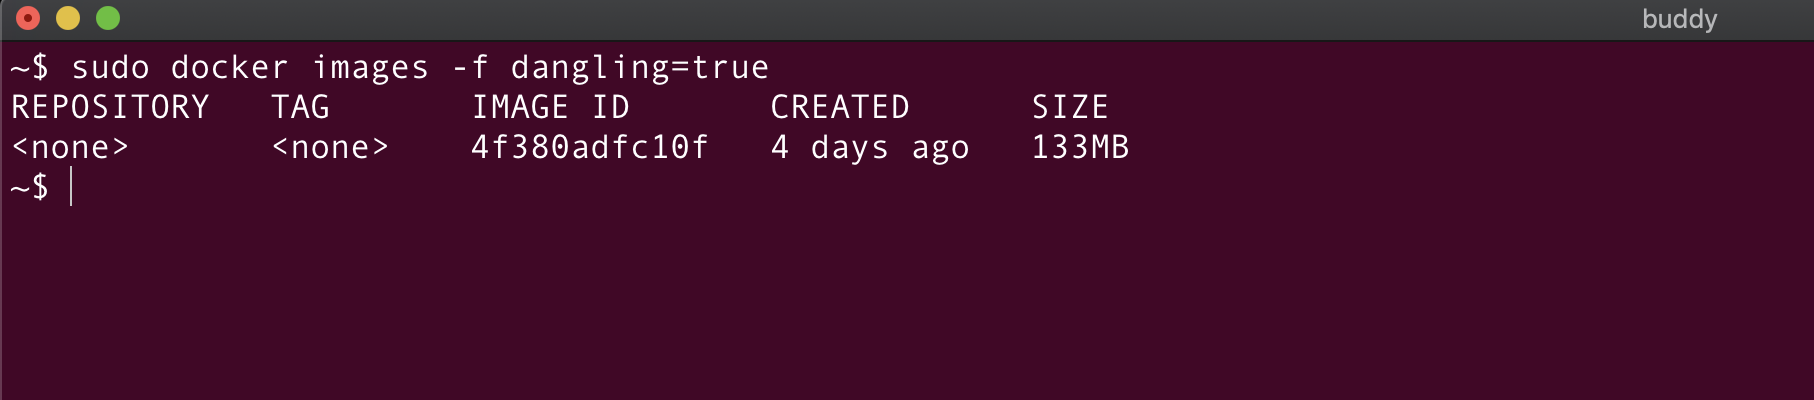 buddy
~$ sudo docker images -f dangling=true
REPOSITORY   TAG       IMAGE ID       CREATED      SIZE
<none>       <none>    4f380adfc10f   4 days ago   133MB
~$